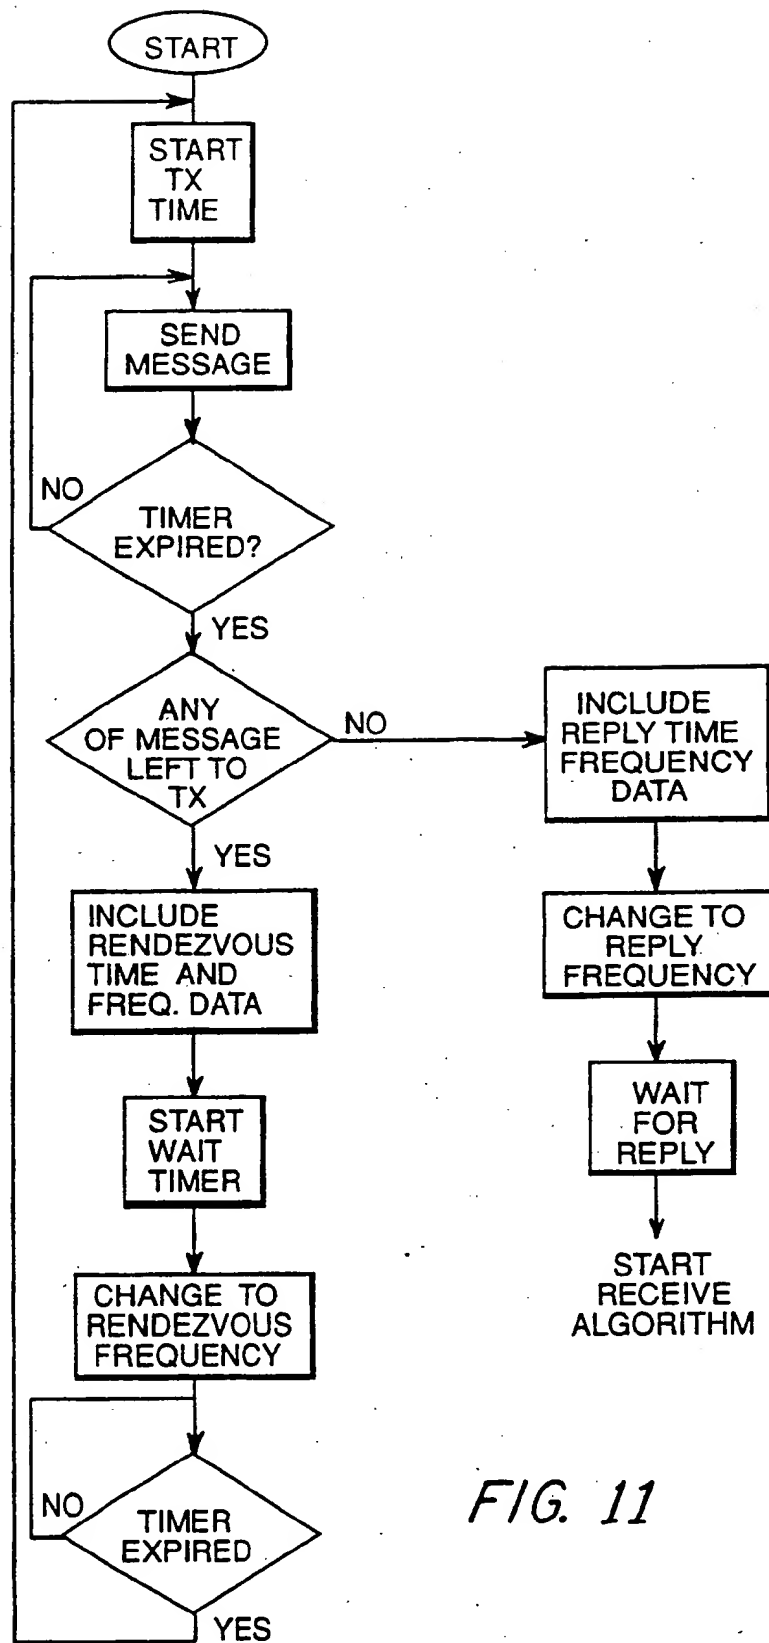 START
START
TX
TIME
SEND
MESSAGE
NO
TIMER
EXPIRED?
YES
ANY
OF MESSAGE
LEFT TO
TX
NO
YES
INCLUDE
RENDEZVOUS
TIME AND
FREQ. DATA
START
WAIT
TIMER
CHANGE TO
RENDEZVOUS
FREQUENCY
NO
TIMER
EXPIRED
YES
INCLUDE
REPLY TIME
FREQUENCY
DATA
CHANGE TO
REPLY
FREQUENCY
WAIT
FOR
REPLY
START
RECEIVE
ALGORITHM
FIG. 11